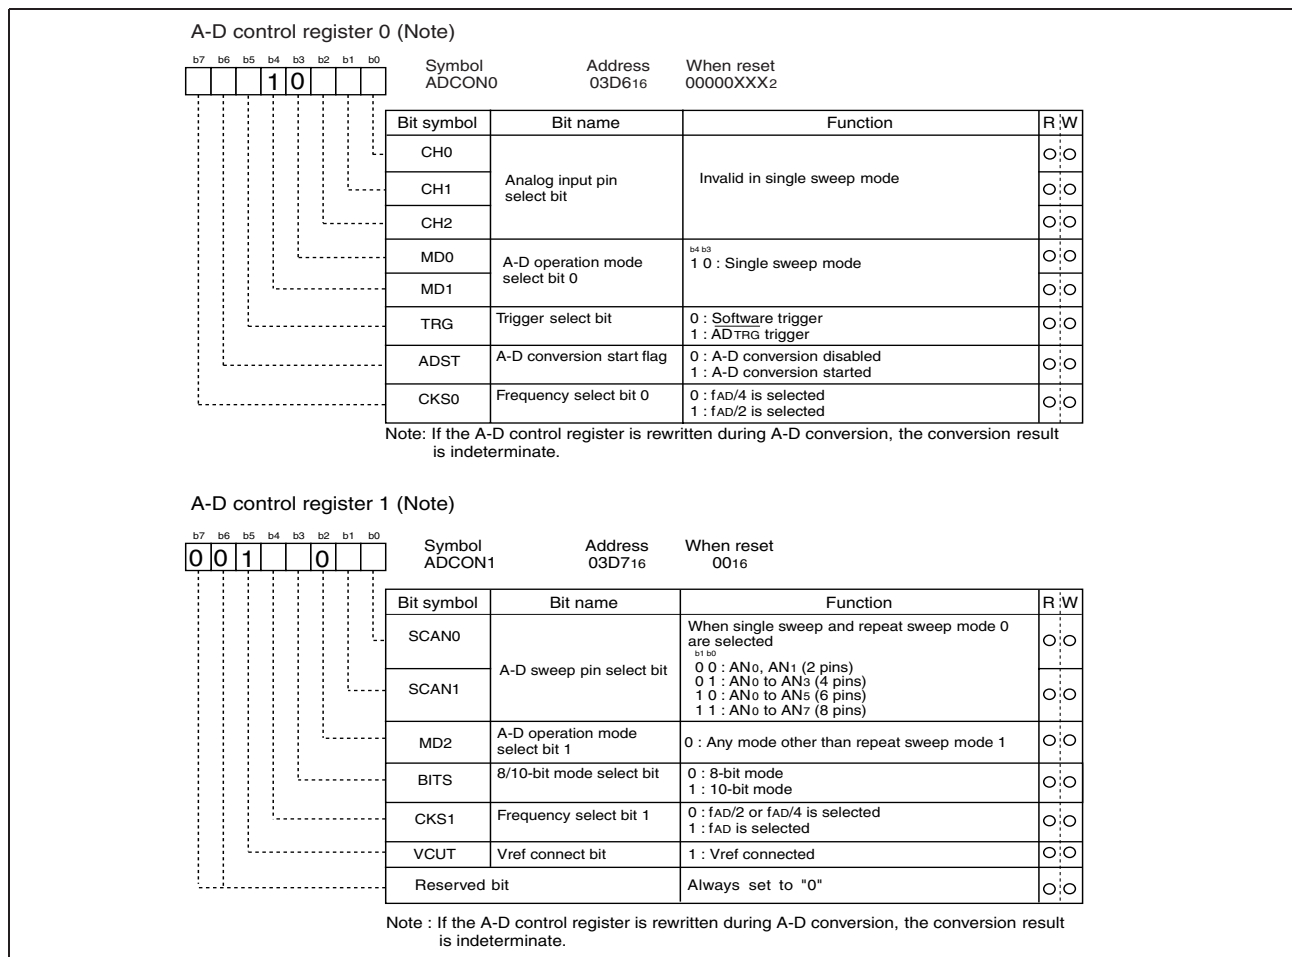 A-D control register 0 (Note)
b7 b6 b5 b4 b3 b2 b1 b0
1 0
Symbol Address When reset
ADCON0 03D616 00000XXX2
Bit symbol Bit name Function R W
CH0
CH1
CH2
Analog input pin
select bit
Invalid in single sweep mode
MD0
MD1
A-D operation mode
select bit 0
b4 b3
1 0 : Single sweep mode
TRG Trigger select bit 0 : Software trigger
1 : ADTRG trigger
ADST A-D conversion start flag 0 : A-D conversion disabled
1 : A-D conversion started
CKS0 Frequency select bit 0 0 : fAD/4 is selected
1 : fAD/2 is selected
Note: If the A-D control register is rewritten during A-D conversion, the conversion result
is indeterminate.
A-D control register 1 (Note)
b7 b6 b5 b4 b3 b2 b1 b0
0 0 1 0
Symbol Address When reset
ADCON1 03D716 0016
Bit symbol Bit name Function R W
SCAN0
SCAN1
A-D sweep pin select bit
When single sweep and repeat sweep mode 0
are selected
b1 b0
0 0 : AN0, AN1 (2 pins)
0 1 : AN0 to AN3 (4 pins)
1 0 : AN0 to AN5 (6 pins)
1 1 : AN0 to AN7 (8 pins)
MD2 A-D operation mode
select bit 1
0 : Any mode other than repeat sweep mode 1
BITS 8/10-bit mode select bit 0 : 8-bit mode
1 : 10-bit mode
CKS1 Frequency select bit 1 0 : fAD/2 or fAD/4 is selected
1 : fAD is selected
VCUT Vref connect bit 1 : Vref connected
Reserved bit Always set to "0"
Note : If the A-D control register is rewritten during A-D conversion, the conversion result
is indeterminate.